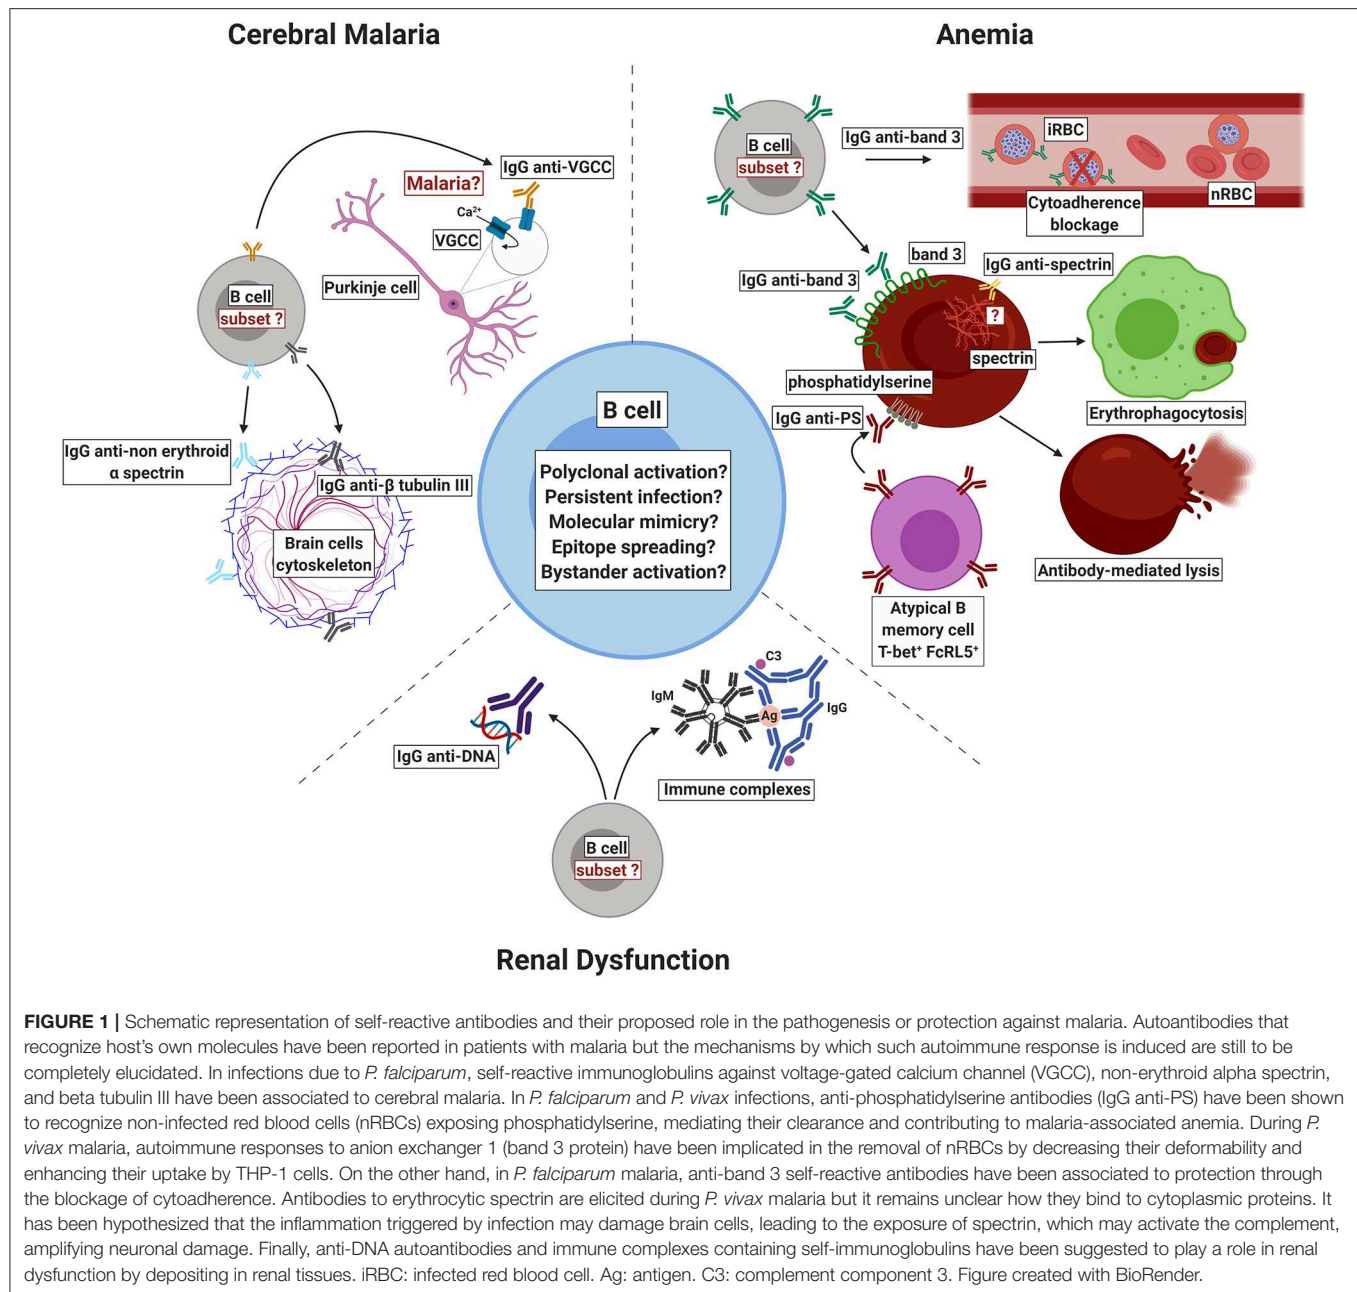 Cerebral Malaria
Anemia
IgG anti-VGCC
Malaria?
Ca²⁺
VGCC
Purkinje cell
B cell
subset ?
IgG anti-non erythroid
α spectrin
IgG anti-β tubulin III
Brain cells
cytoskeleton
B cell
subset ?
IgG anti-band 3
iRBC
Cytoadherence
blockage
nRBC
IgG anti-band 3
band 3
IgG anti-spectrin
?
spectrin
phosphatidylserine
IgG anti-PS
Erythrophagocytosis
Antibody-mediated lysis
Atypical B
memory cell
T-bet⁺ FcRL5⁺
B cell
Polyclonal activation?
Persistent infection?
Molecular mimicry?
Epitope spreading?
Bystander activation?
IgG anti-DNA
IgM
C3
Ag
IgG
Immune complexes
B cell
subset ?
Renal Dysfunction
FIGURE 1 | Schematic representation of self-reactive antibodies and their proposed role in the pathogenesis or protection against malaria. Autoantibodies that
recognize host's own molecules have been reported in patients with malaria but the mechanisms by which such autoimmune response is induced are still to be
completely elucidated. In infections due to P. falciparum, self-reactive immunoglobulins against voltage-gated calcium channel (VGCC), non-erythroid alpha spectrin,
and beta tubulin III have been associated to cerebral malaria. In P. falciparum and P. vivax infections, anti-phosphatidylserine antibodies (IgG anti-PS) have been shown
to recognize non-infected red blood cells (nRBCs) exposing phosphatidylserine, mediating their clearance and contributing to malaria-associated anemia. During P.
vivax malaria, autoimmune responses to anion exchanger 1 (band 3 protein) have been implicated in the removal of nRBCs by decreasing their deformability and
enhancing their uptake by THP-1 cells. On the other hand, in P. falciparum malaria, anti-band 3 self-reactive antibodies have been associated to protection through
the blockage of cytoadherence. Antibodies to erythrocytic spectrin are elicited during P. vivax malaria but it remains unclear how they bind to cytoplasmic proteins. It
has been hypothesized that the inflammation triggered by infection may damage brain cells, leading to the exposure of spectrin, which may activate the complement,
amplifying neuronal damage. Finally, anti-DNA autoantibodies and immune complexes containing self-immunoglobulins have been suggested to play a role in renal
dysfunction by depositing in renal tissues. iRBC: infected red blood cell. Ag: antigen. C3: complement component 3. Figure created with BioRender.